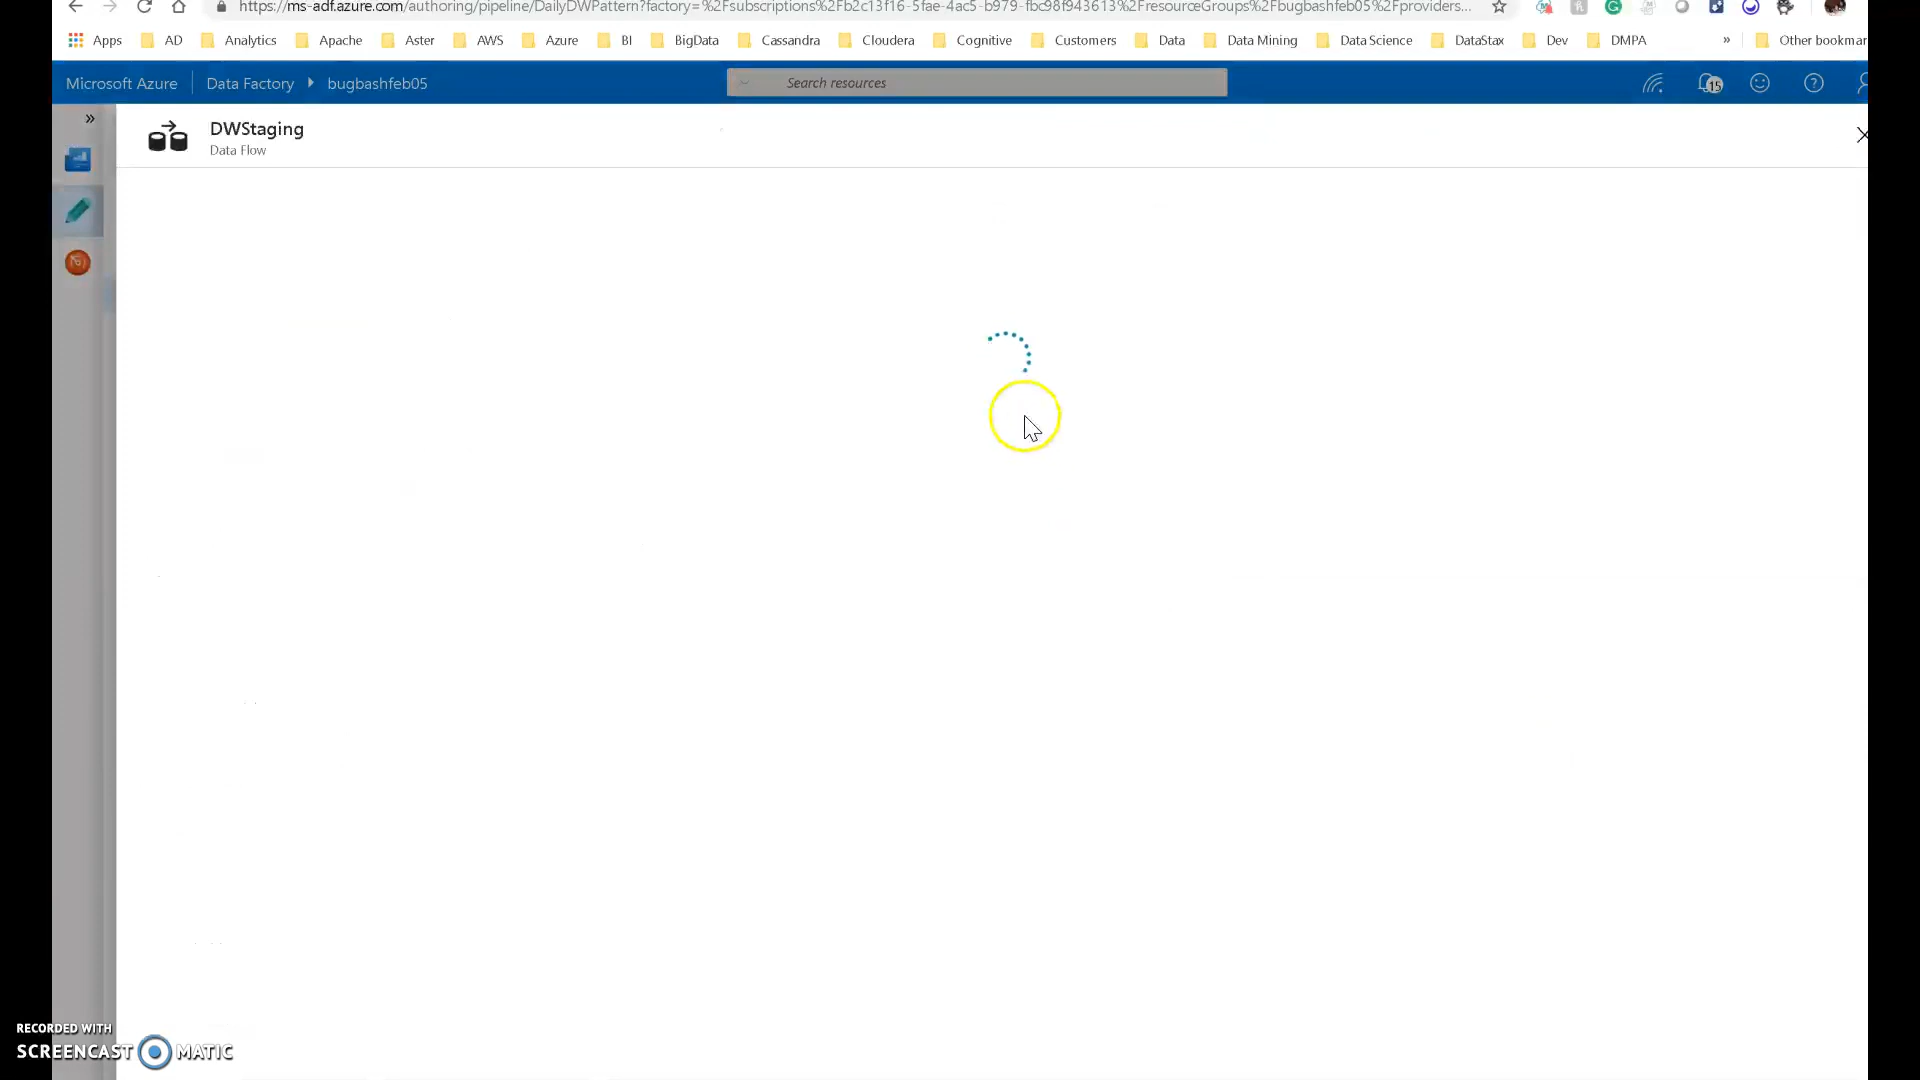 https://ms-adf.azure.com/authoring/pipeline/DailyDWPattern?factory=%2Fsubscriptions%2Fb2c13f16-5fae-4ac5-b979-fbc98f943613%2FresourceGroups%2Fbugbashfeb05%2Fproviders...
Apps AD Analytics Apache Aster AWS Azure BI BigData Cassandra Cloudera Cognitive Customers Data Data Mining Data Science DataStax Dev DMPA » Other bookmar
Microsoft Azure Data Factory bugbashfeb05 Search resources 15
»
DWStaging
Data Flow
RECORDED WITH
SCREENCAST MATIC